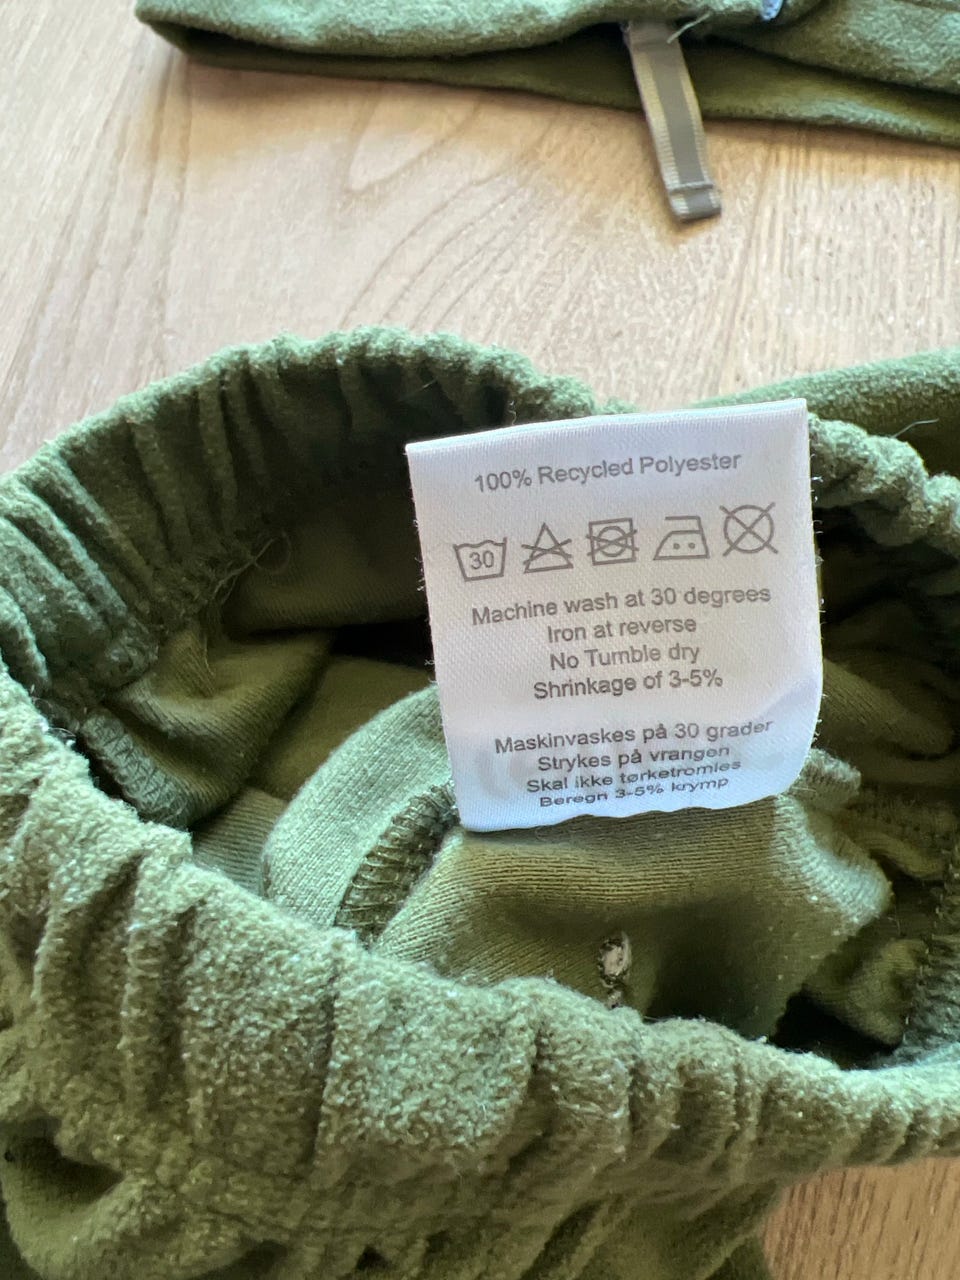 100% Recycled Polyester
30
Machine wash at 30 degrees
Iron at reverse
No Tumble dry
Shrinkage of 3-5%
Maskinvaskes på 30 grader
Strykes på vrangen
Skal ikke tørketromles
Beregn 3-5% krymp